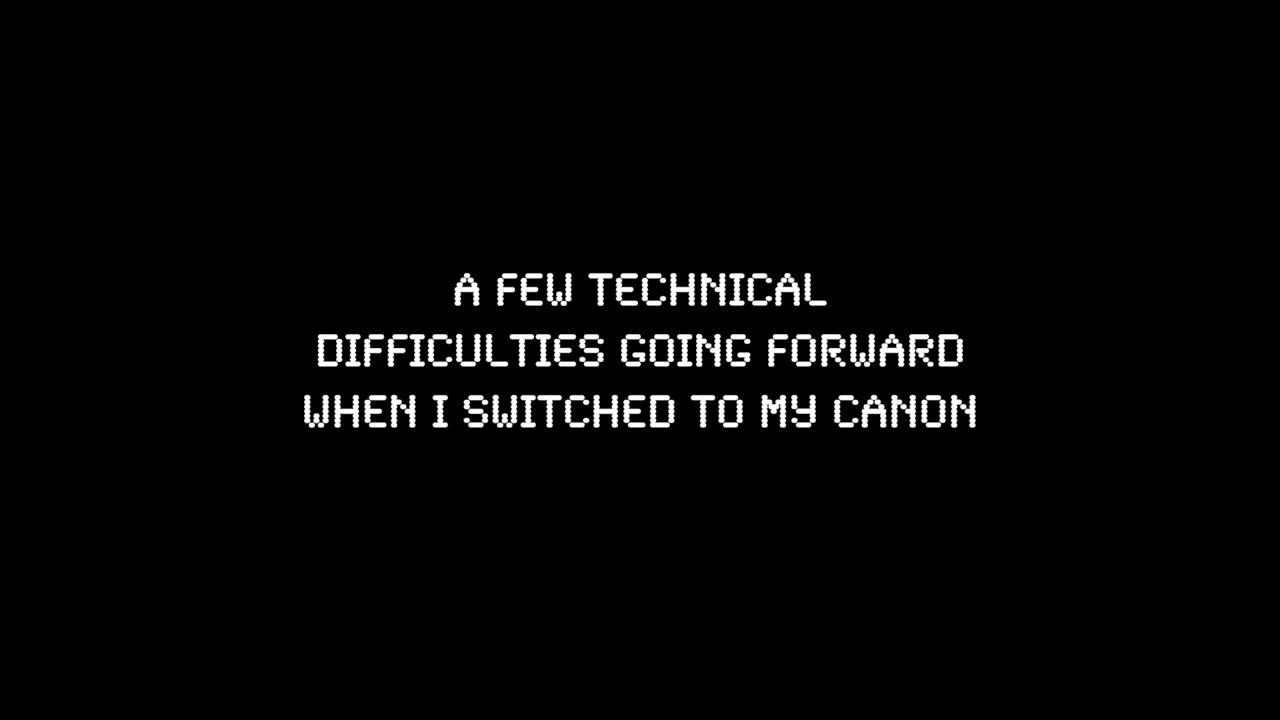 A FEW TECHNICAL
DIFFICULTIES GOING FORWARD
WHEN I SWITCHED TO MY CANON